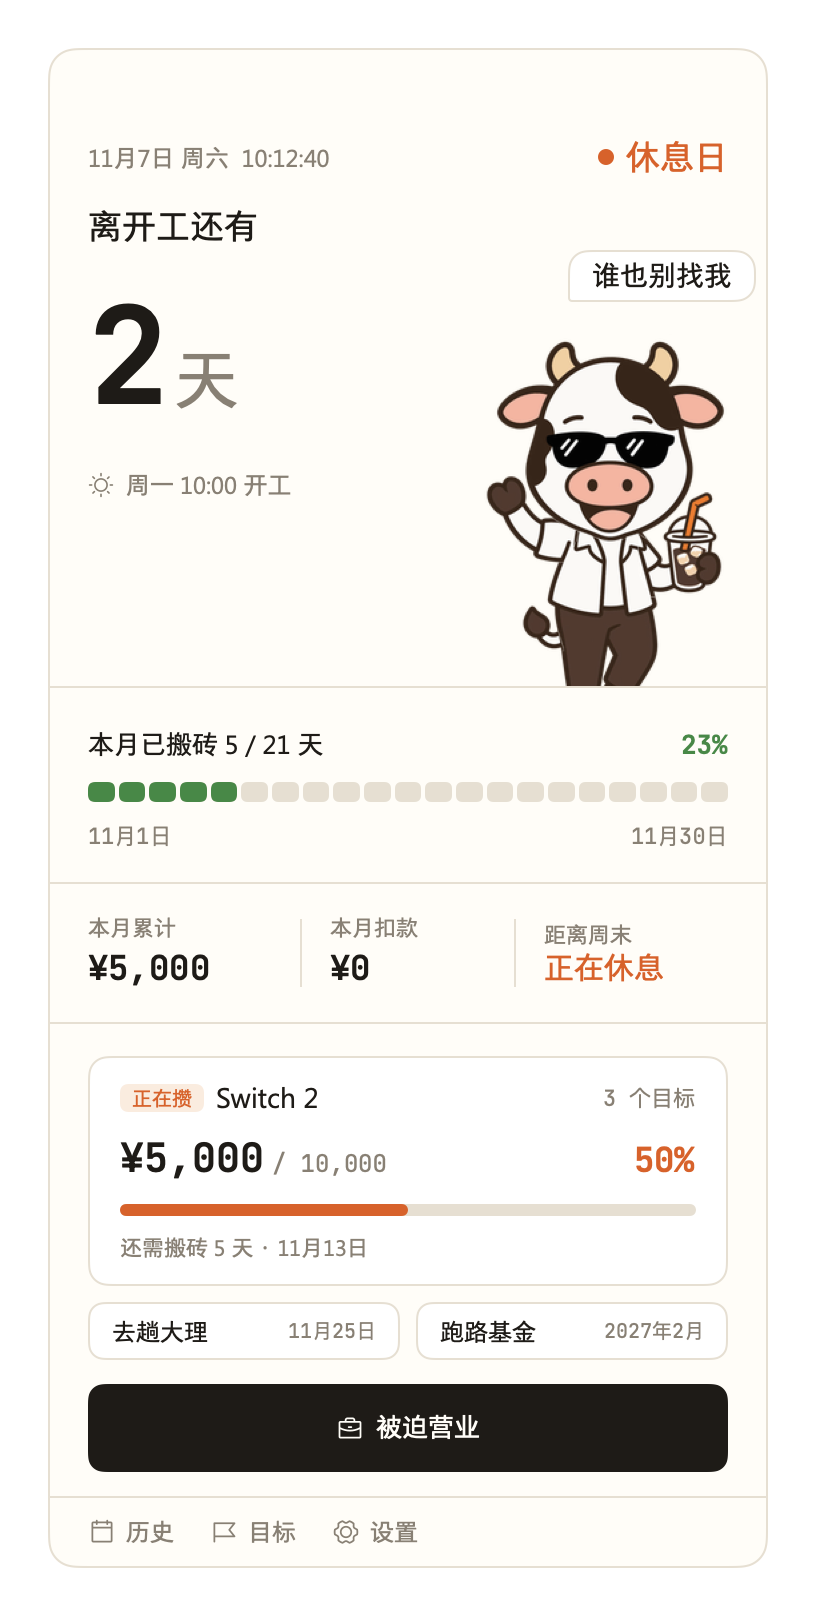 11月7日 周六 10:12:40
休息日
离开工还有
谁也别找我
2天
周一 10:00 开工
本月已搬砖 5 / 21 天
23%
11月1日
11月30日
本月累计
¥5,000
本月扣款
¥0
距离周末
正在休息
正在攒 Switch 2
3 个目标
¥5,000 / 10,000
50%
还需搬砖 5 天 · 11月13日
去趟大理 11月25日
跑路基金 2027年2月
被迫营业
历史 目标 设置